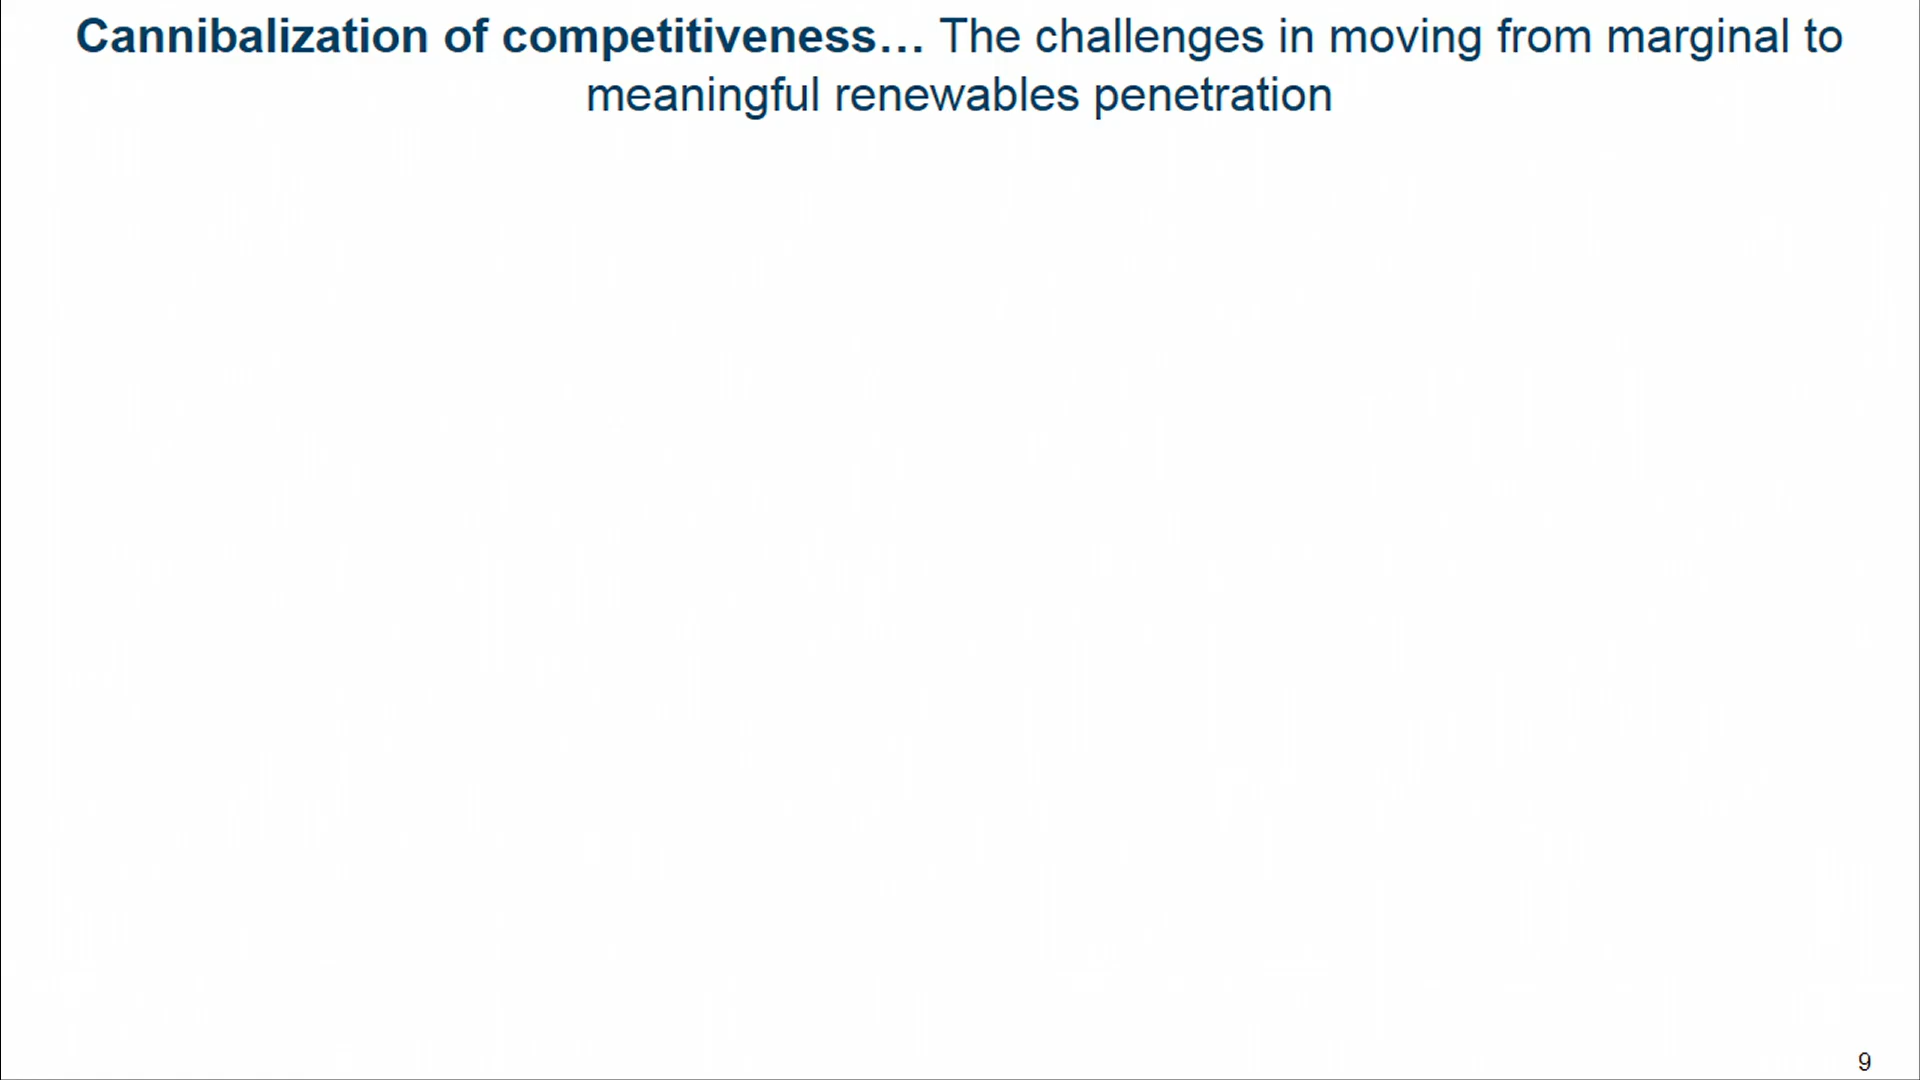 Cannibalization of competitiveness… The challenges in moving from marginal to
meaningful renewables penetration
9